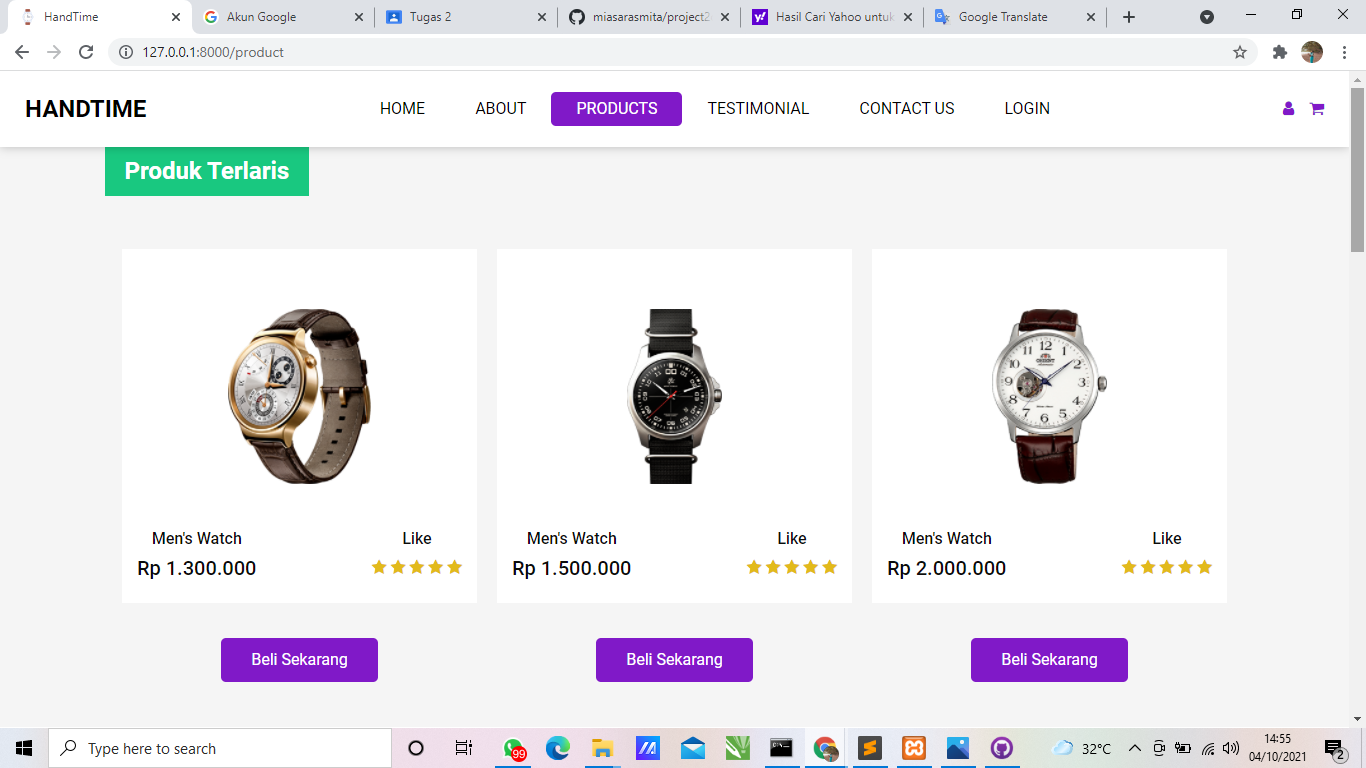 HandTime
Akun Google
Tugas 2
miasarasmita/project2
Hasil Cari Yahoo untuk
Google Translate
127.0.0.1:8000/product
HANDTIME
HOME
ABOUT
PRODUCTS
TESTIMONIAL
CONTACT US
LOGIN
Produk Terlaris
ORIENT
Men's Watch
Like
Rp 1.300.000
Men's Watch
Like
Rp 1.500.000
Men's Watch
Like
Rp 2.000.000
Beli Sekarang
Beli Sekarang
Beli Sekarang
Type here to search
99
32°C
14:55
04/10/2021
2